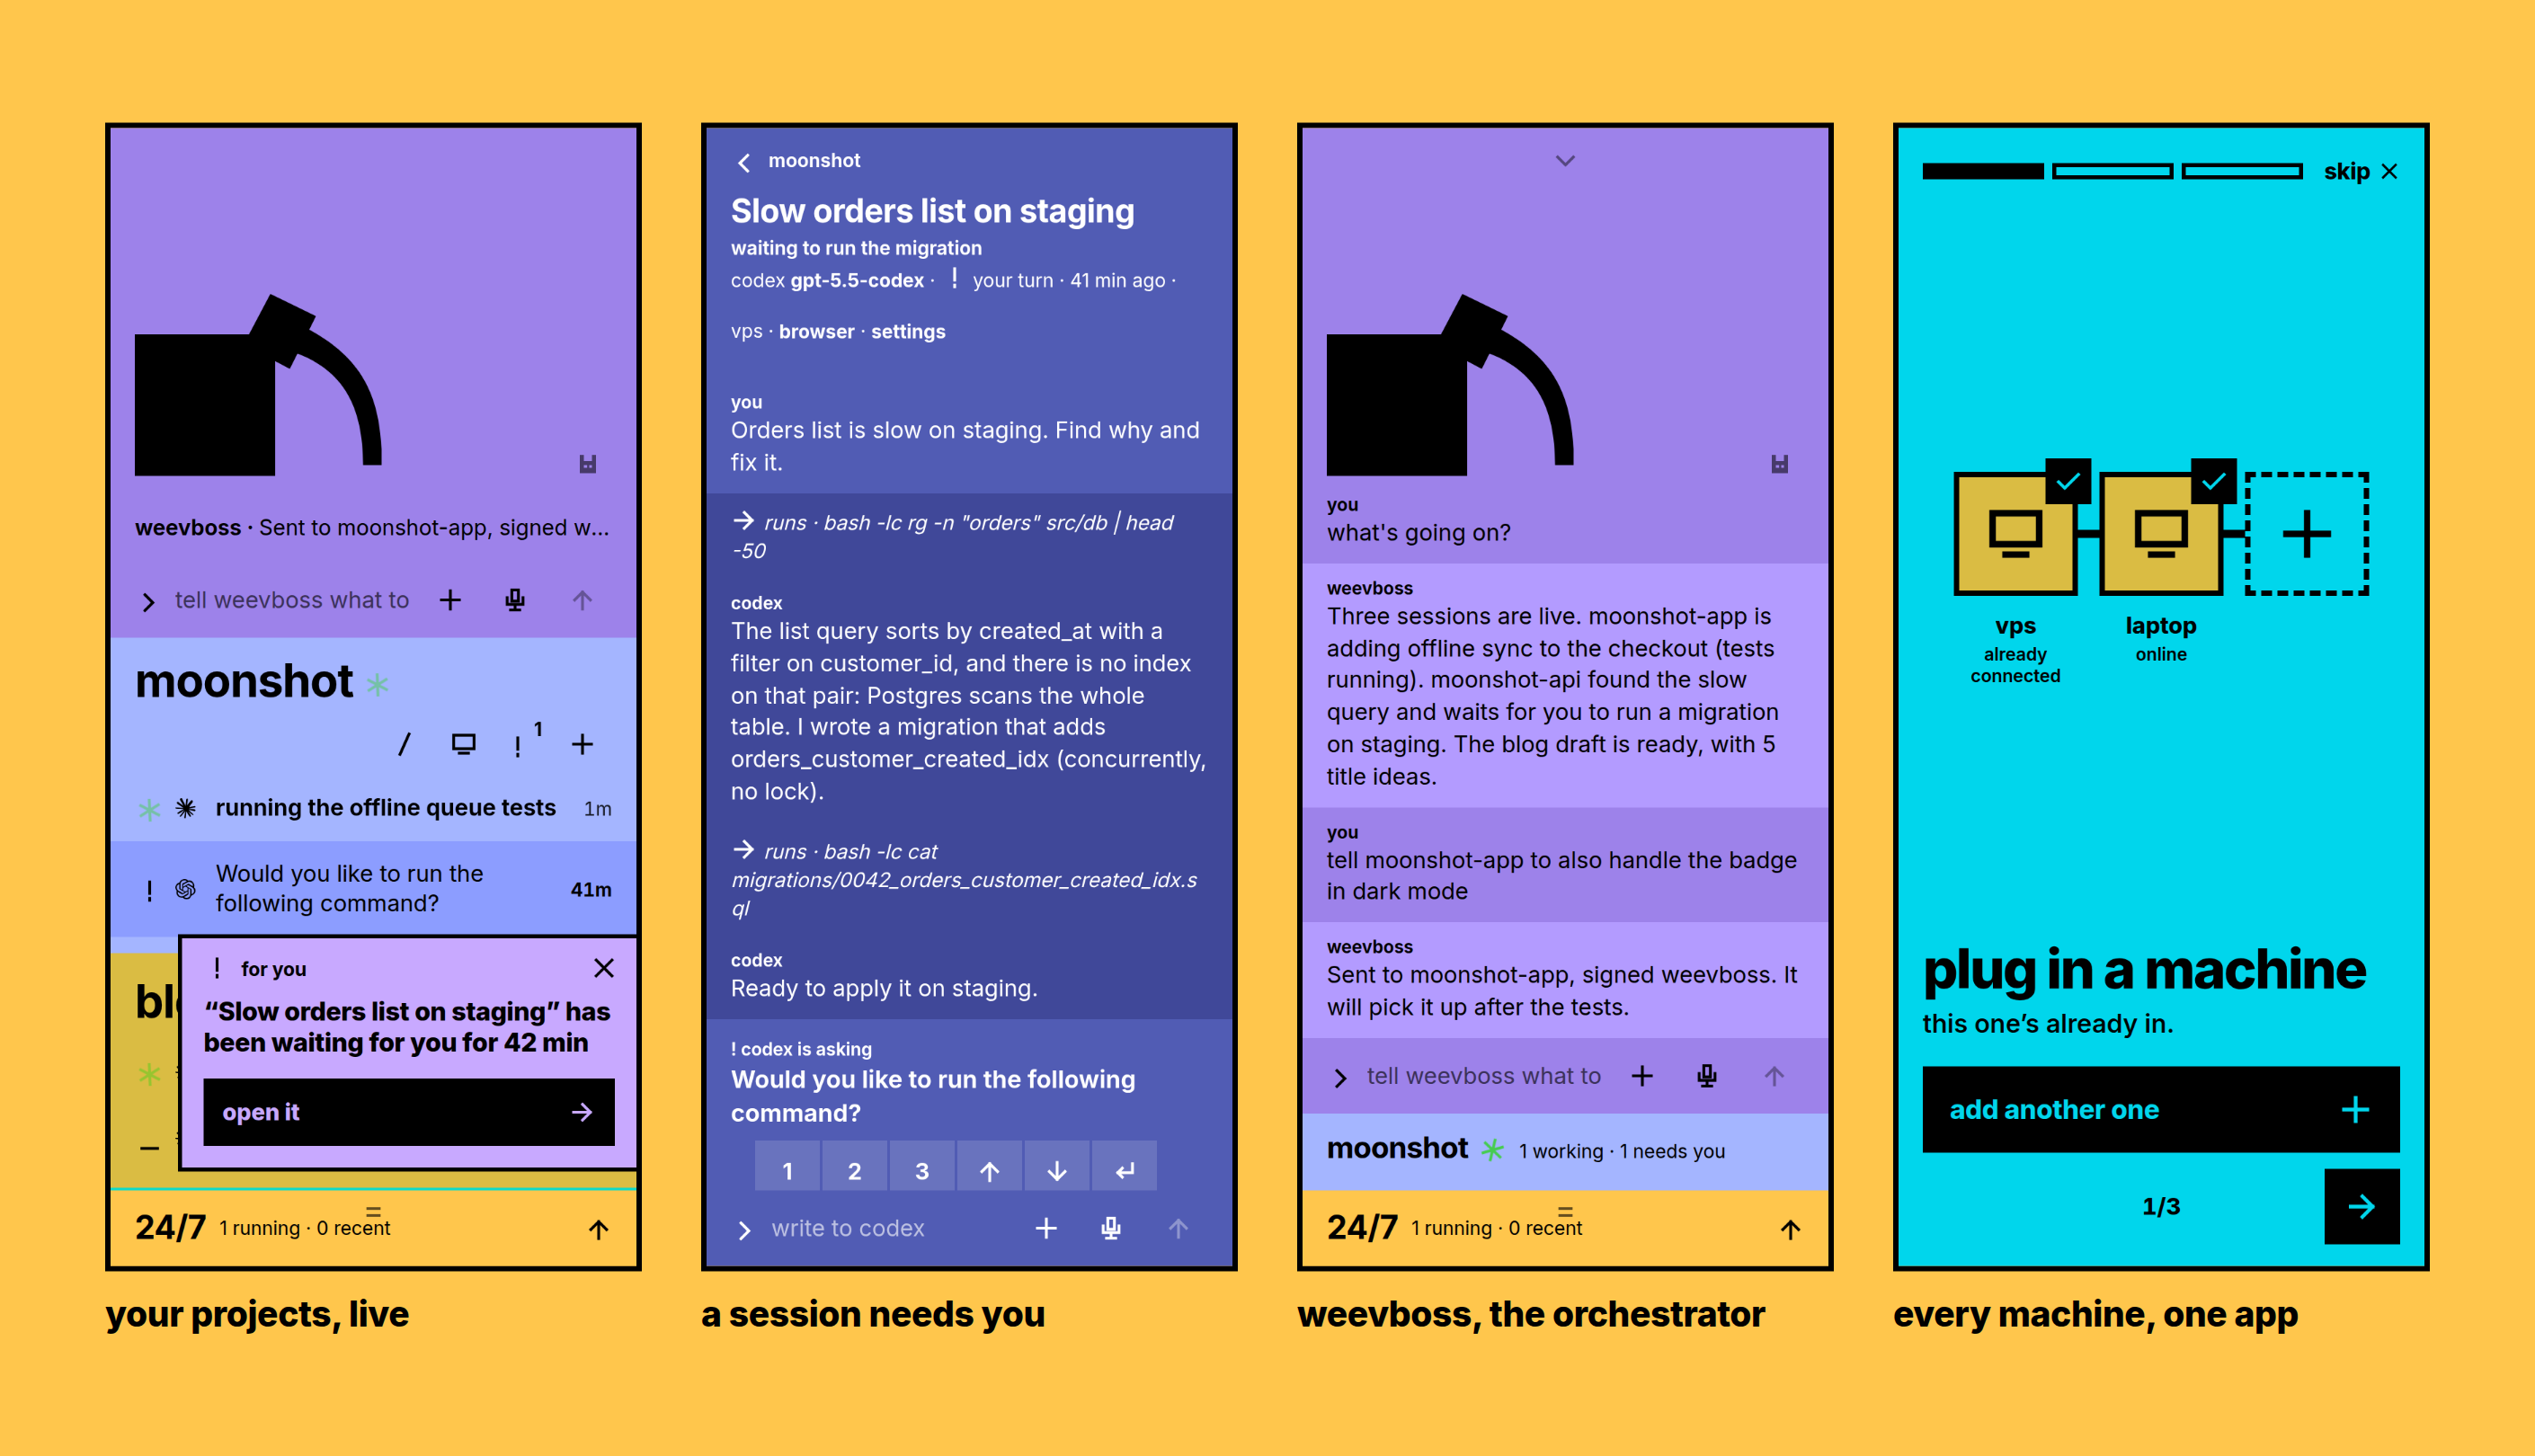 weevboss · Sent to moonshot-app, signed w...
tell weevboss what to
moonshot
1
running the offline queue tests 1m
! Would you like to run the
following command?
41m
! for you
“Slow orders list on staging” has
been waiting for you for 42 min
open it
24/7 1 running · 0 recent
your projects, live
moonshot
Slow orders list on staging
waiting to run the migration
codex gpt-5.5-codex · ! your turn · 41 min ago ·
vps · browser · settings
you
Orders list is slow on staging. Find why and
fix it.
→ runs · bash -lc rg -n "orders" src/db | head
-50
codex
The list query sorts by created_at with a
filter on customer_id, and there is no index
on that pair: Postgres scans the whole
table. I wrote a migration that adds
orders_customer_created_idx (concurrently,
no lock).
→ runs · bash -lc cat
migrations/0042_orders_customer_created_idx.s
ql
codex
Ready to apply it on staging.
! codex is asking
Would you like to run the following
command?
1 2 3 ↑ ↓ ↵
write to codex
a session needs you
you
what's going on?
weevboss
Three sessions are live. moonshot-app is
adding offline sync to the checkout (tests
running). moonshot-api found the slow
query and waits for you to run a migration
on staging. The blog draft is ready, with 5
title ideas.
you
tell moonshot-app to also handle the badge
in dark mode
weevboss
Sent to moonshot-app, signed weevboss. It
will pick it up after the tests.
tell weevboss what to
moonshot 1 working · 1 needs you
24/7 1 running · 0 recent
weevboss, the orchestrator
skip ×
vps
already
connected
laptop
online
plug in a machine
this one’s already in.
add another one +
1/3
every machine, one app